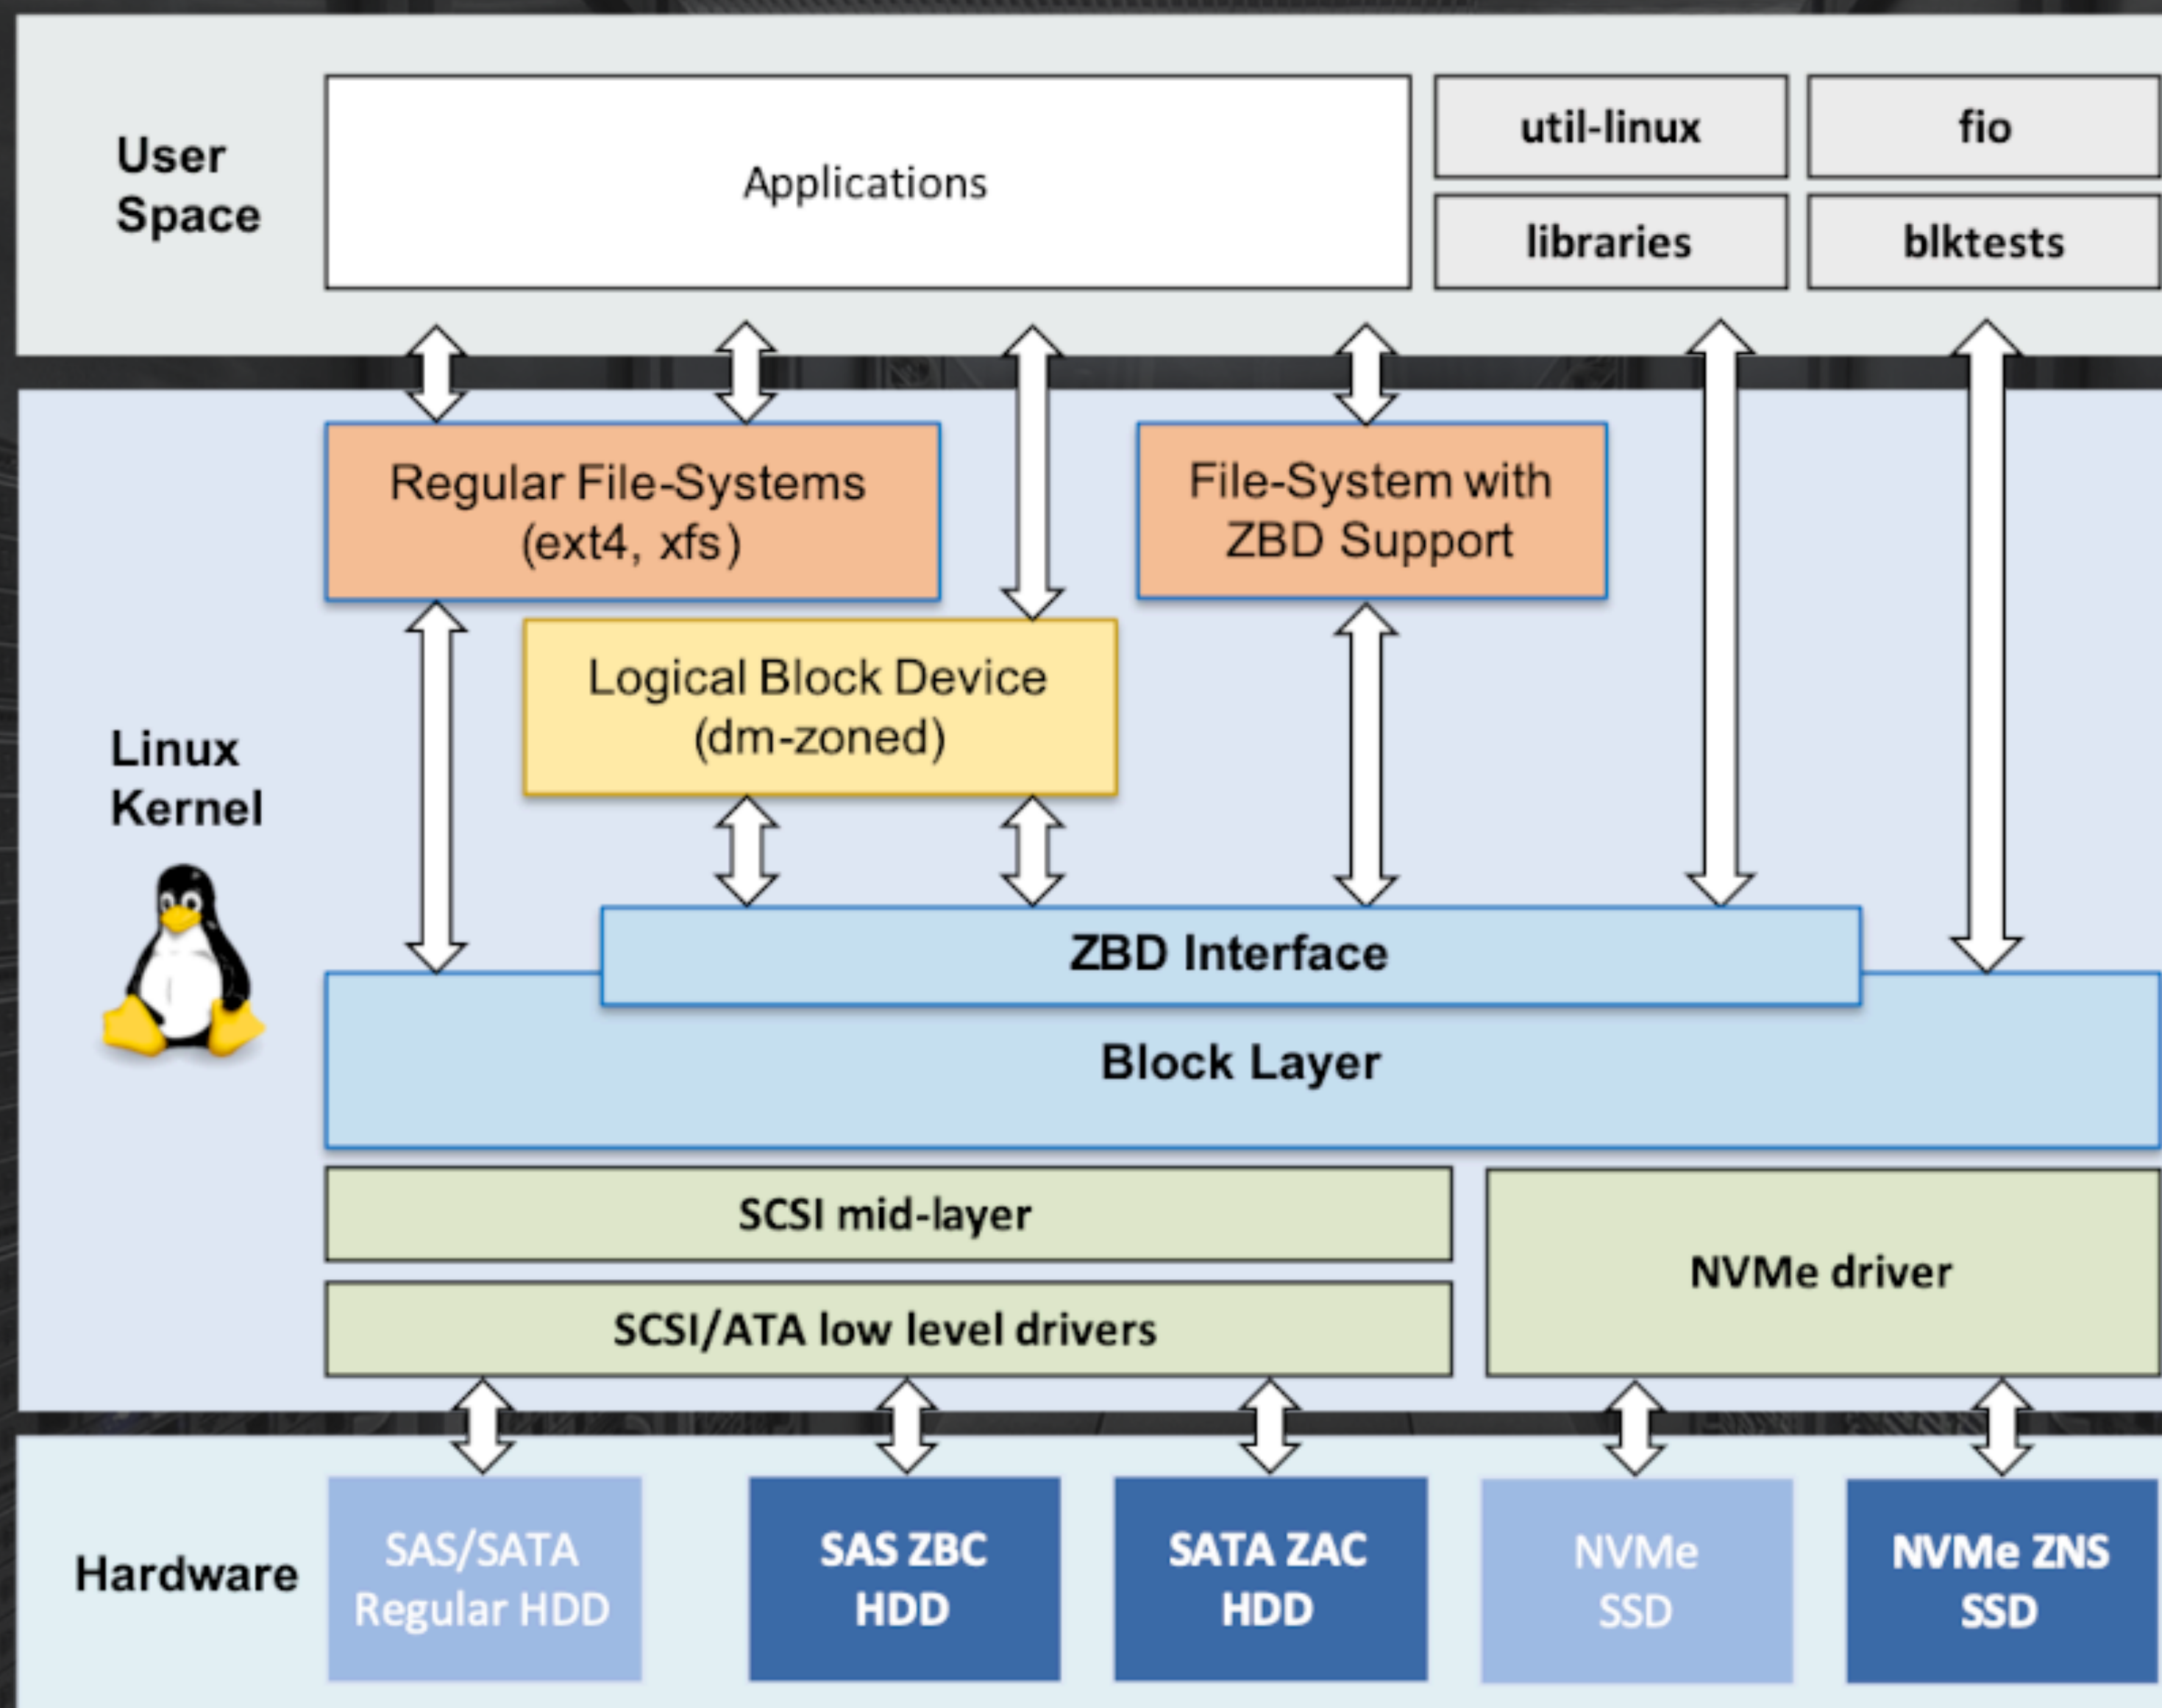 User
Space
Applications
util-linux
fio
libraries
blktests
Linux
Kernel
Regular File-Systems
(ext4, xfs)
File-System with
ZBD Support
Logical Block Device
(dm-zoned)
ZBD Interface
Block Layer
SCSI mid-layer
SCSI/ATA low level drivers
NVMe driver
Hardware
SAS/SATA
Regular HDD
SAS ZBC
HDD
SATA ZAC
HDD
NVMe
SSD
NVMe ZNS
SSD